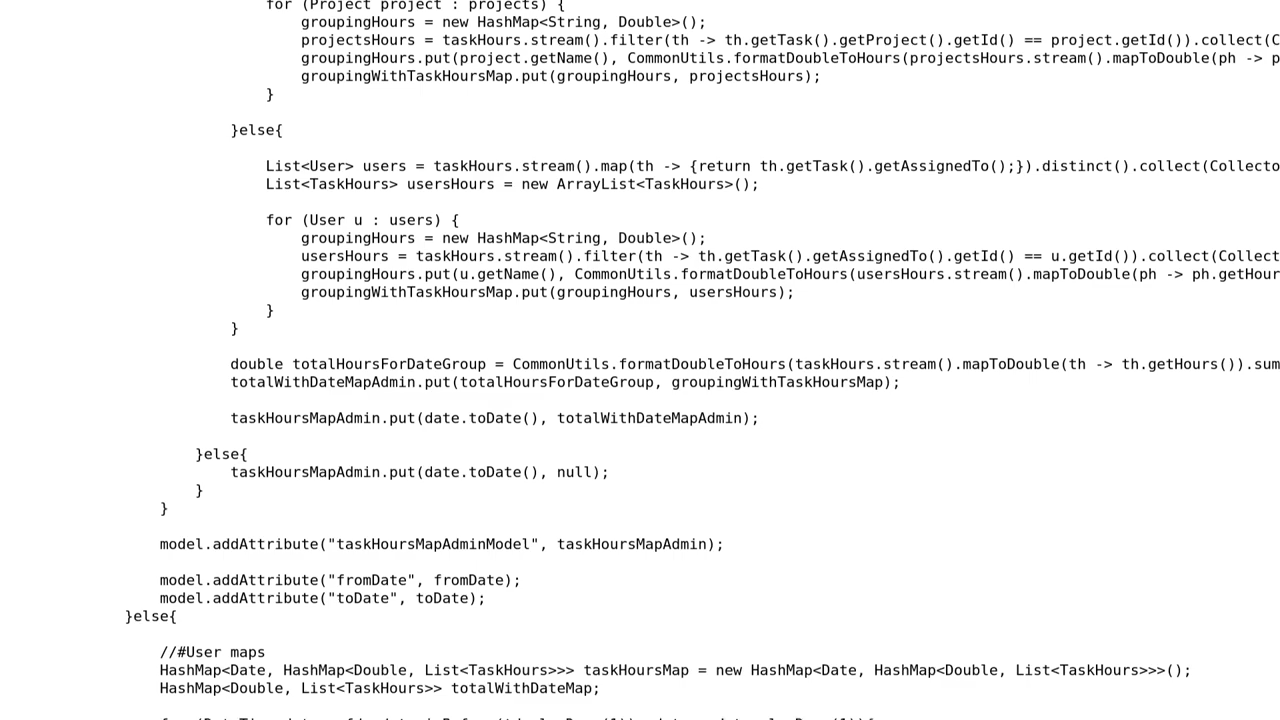 for (Project project : projects) {
groupingHours = new HashMap<String, Double>();
projectsHours = taskHours.stream().filter(th -> th.getTask().getProject().getId() == project.getId()).collect(C
groupingHours.put(project.getName(), CommonUtils.formatDoubleToHours(projectsHours.stream().mapToDouble(ph -> p
groupingWithTaskHoursMap.put(groupingHours, projectsHours);
}
}else{
List<User> users = taskHours.stream().map(th -> {return th.getTask().getAssignedTo();}).distinct().collect(Collecto
List<TaskHours> usersHours = new ArrayList<TaskHours>();
for (User u : users) {
groupingHours = new HashMap<String, Double>();
usersHours = taskHours.stream().filter(th -> th.getTask().getAssignedTo().getId() == u.getId()).collect(Collect
groupingHours.put(u.getName(), CommonUtils.formatDoubleToHours(usersHours.stream().mapToDouble(ph -> ph.getHour
groupingWithTaskHoursMap.put(groupingHours, usersHours);
}
}
double totalHoursForDateGroup = CommonUtils.formatDoubleToHours(taskHours.stream().mapToDouble(th -> th.getHours()).sum
totalWithDateMapAdmin.put(totalHoursForDateGroup, groupingWithTaskHoursMap);
taskHoursMapAdmin.put(date.toDate(), totalWithDateMapAdmin);
}else{
taskHoursMapAdmin.put(date.toDate(), null);
}
}
model.addAttribute("taskHoursMapAdminModel", taskHoursMapAdmin);
model.addAttribute("fromDate", fromDate);
model.addAttribute("toDate", toDate);
}else{
//#User maps
HashMap<Date, HashMap<Double, List<TaskHours>>> taskHoursMap = new HashMap<Date, HashMap<Double, List<TaskHours>>>();
HashMap<Double, List<TaskHours>> totalWithDateMap;